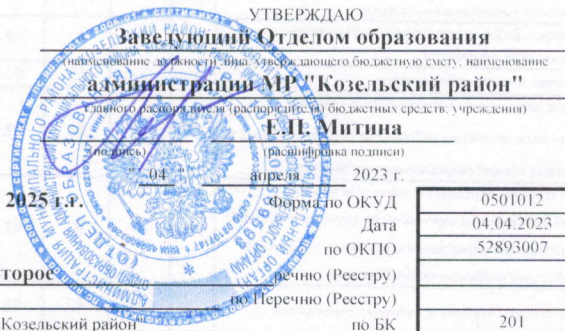 УТВЕРЖДАЮ
Заведующий Отделом образования
(наименование должности лица, утверждающего бюджетную смету; наименование
администрации МР "Козельский район"
главного распорядителя (распорядителя) бюджетных средств; учреждения)
Е.П. Митина
(подпись) (расшифровка подписи)
" 04 " апреля 2023 г.
2025 г.г. Форма по ОКУД 0501012
Дата 04.04.2023
по ОКПО 52893007
торое речню (Реестру)
по Перечню (Реестру)
Козельский район" по БК 201